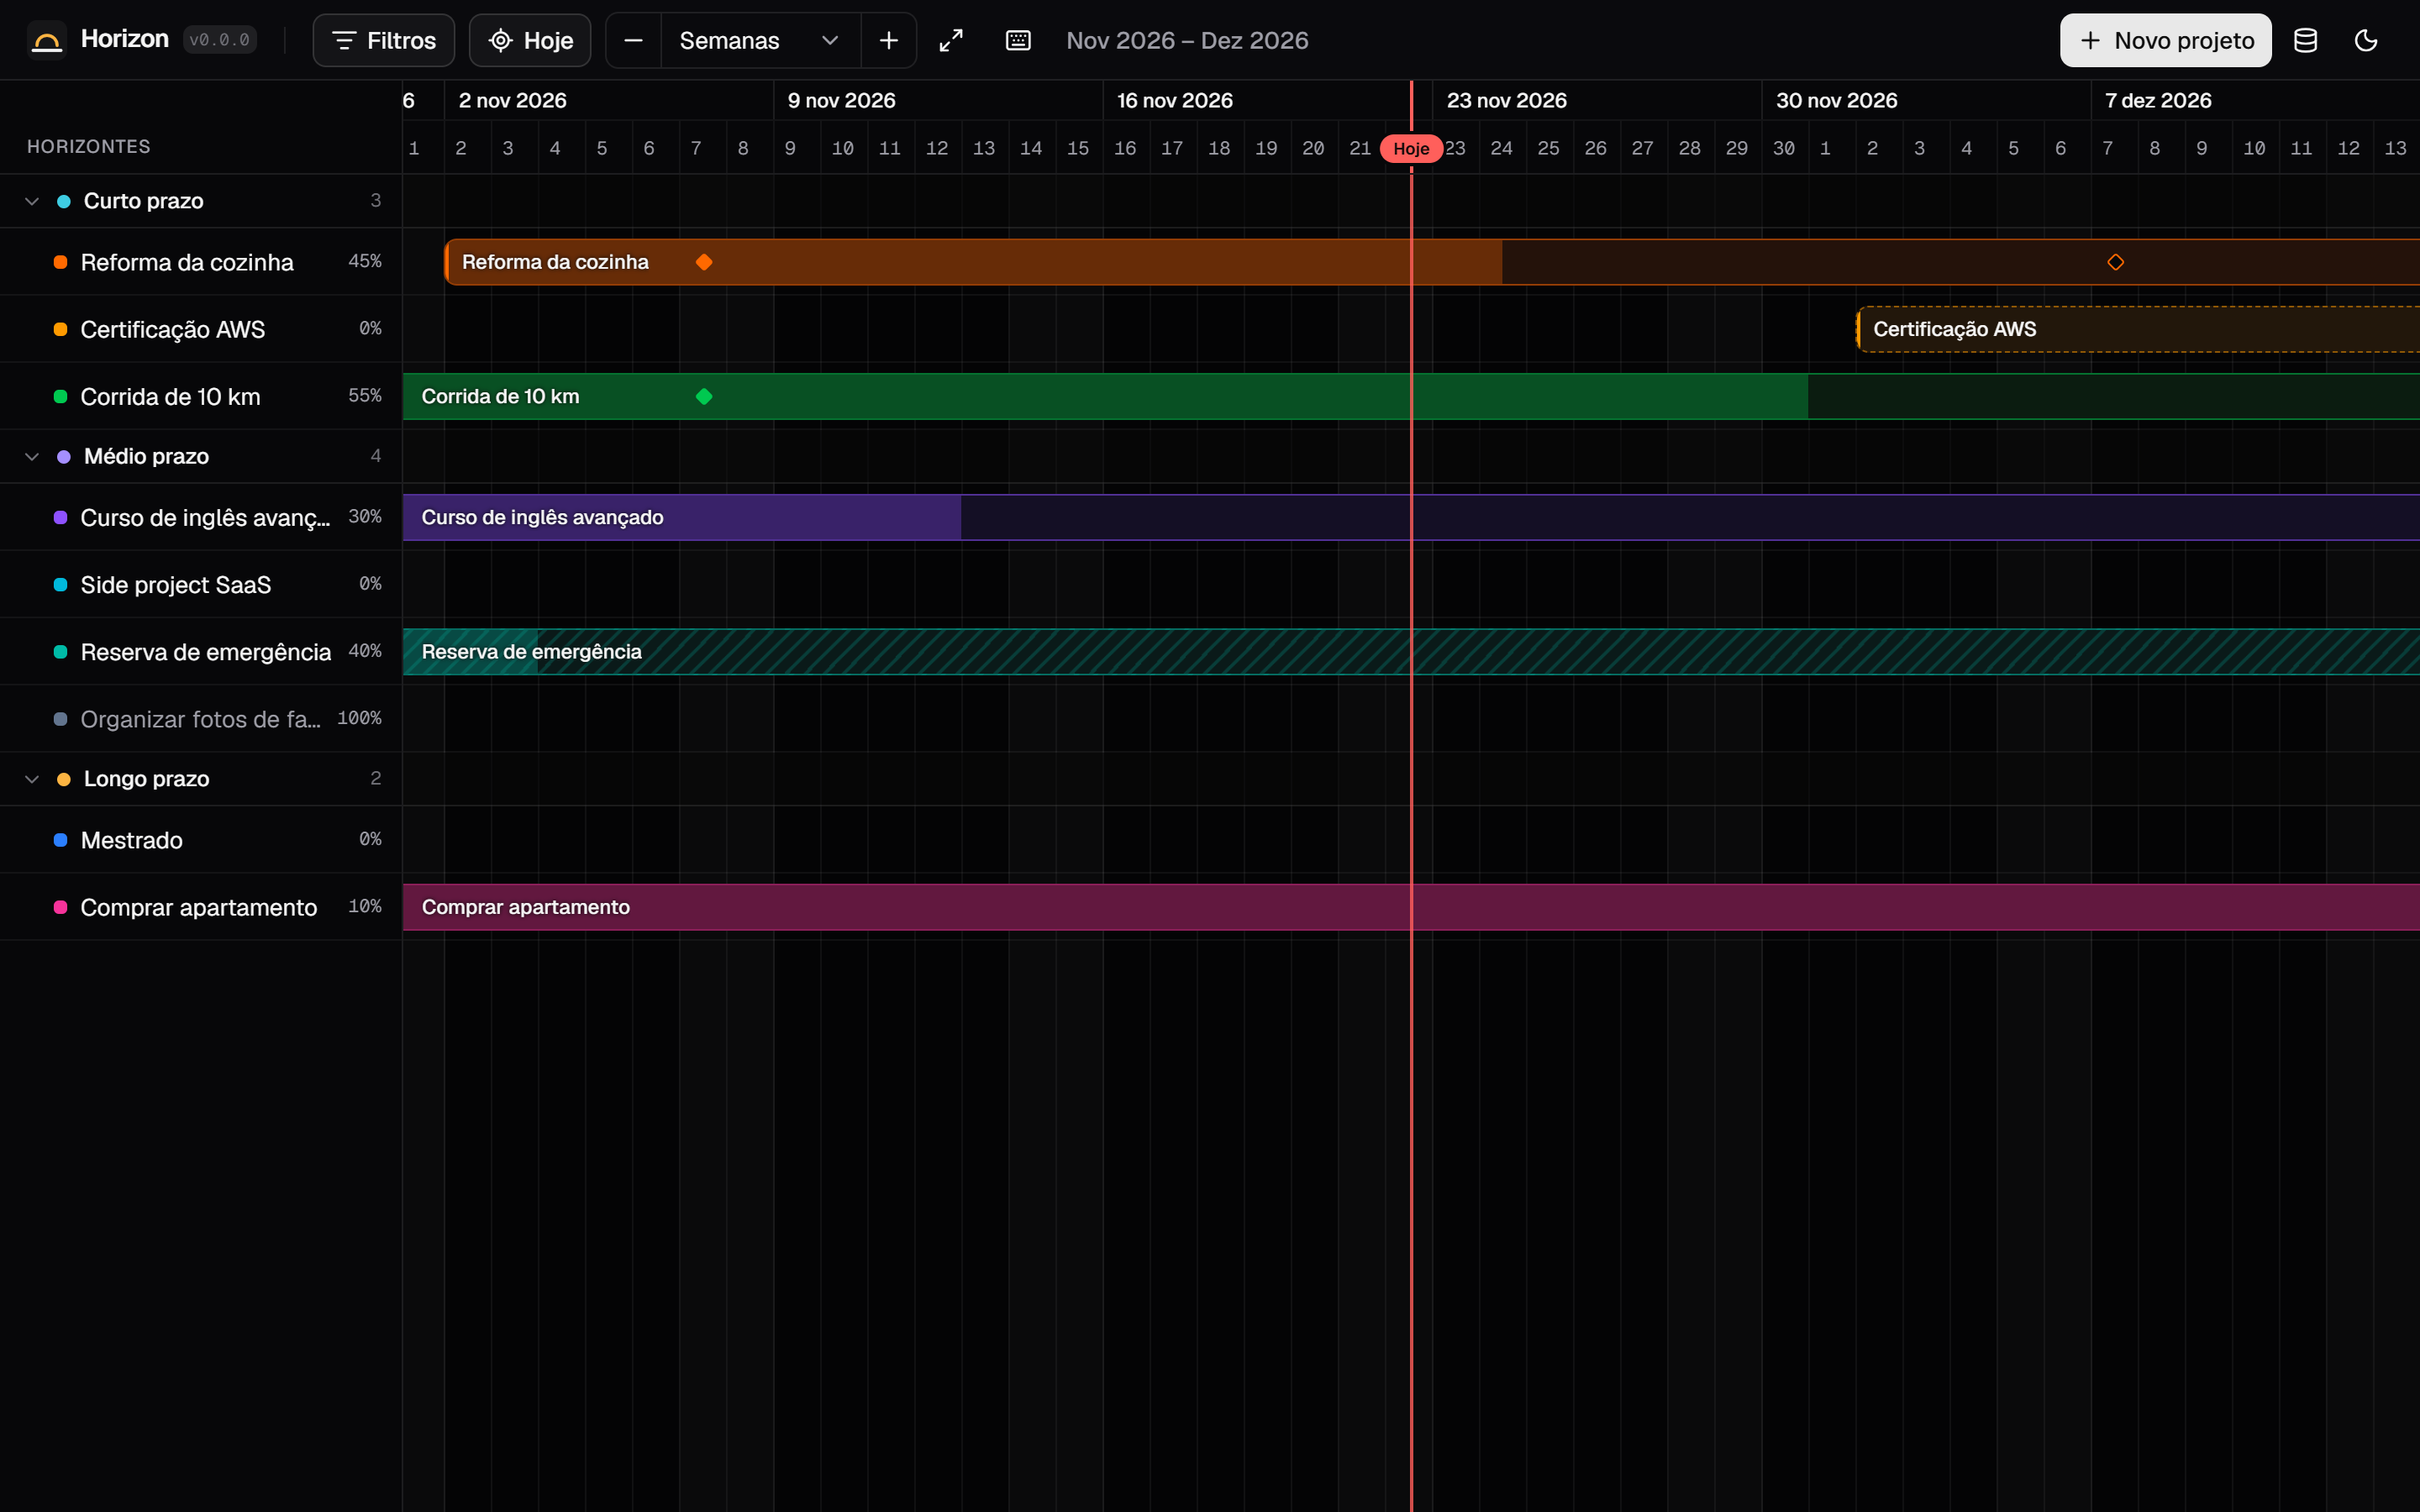 Horizon v0.0.0 Filtros Hoje Semanas Nov 2026 – Dez 2026 Novo projeto
6 2 nov 2026 9 nov 2026 16 nov 2026 23 nov 2026 30 nov 2026 7 dez 2026
HORIZONTES 1 2 3 4 5 6 7 8 9 10 11 12 13 14 15 16 17 18 19 20 21 Hoje 23 24 25 26 27 28 29 30 1 2 3 4 5 6 7 8 9 10 11 12 13
Curto prazo 3
Reforma da cozinha 45% Reforma da cozinha
Certificação AWS 0% Certificação AWS
Corrida de 10 km 55% Corrida de 10 km
Médio prazo 4
Curso de inglês avanç... 30% Curso de inglês avançado
Side project SaaS 0%
Reserva de emergência 40% Reserva de emergência
Organizar fotos de fa... 100%
Longo prazo 2
Mestrado 0%
Comprar apartamento 10% Comprar apartamento